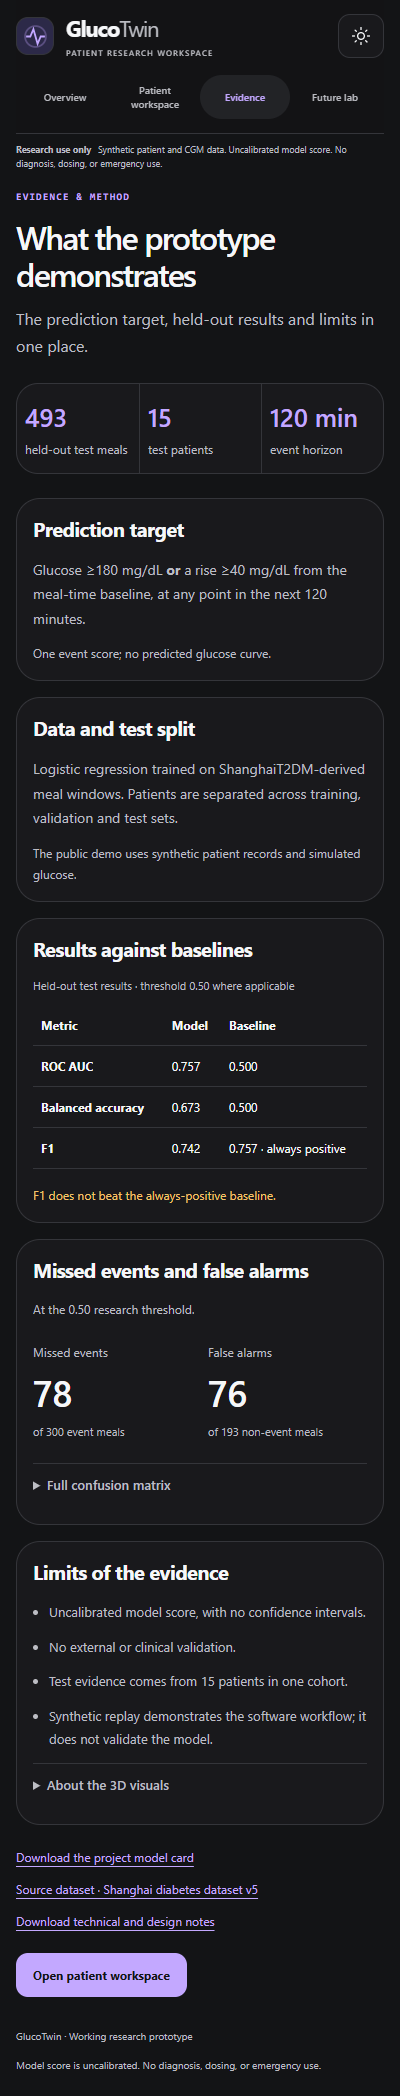 GlucoTwin
PATIENT RESEARCH WORKSPACE
Overview
Patient
workspace
Evidence
Future lab
Research use only Synthetic patient and CGM data. Uncalibrated model score. No
diagnosis, dosing, or emergency use.
EVIDENCE & METHOD
What the prototype
demonstrates
The prediction target, held-out results and limits in
one place.
493
held-out test meals
15
test patients
120 min
event horizon
Prediction target
Glucose ≥180 mg/dL or a rise ≥40 mg/dL from the
meal-time baseline, at any point in the next 120
minutes.
One event score; no predicted glucose curve.
Data and test split
Logistic regression trained on ShanghaiT2DM-derived
meal windows. Patients are separated across training,
validation and test sets.
The public demo uses synthetic patient records and simulated
glucose.
Results against baselines
Held-out test results · threshold 0.50 where applicable
Metric Model Baseline
ROC AUC 0.757 0.500
Balanced accuracy 0.673 0.500
F1 0.742 0.757 · always positive
F1 does not beat the always-positive baseline.
Missed events and false alarms
At the 0.50 research threshold.
Missed events
78
of 300 event meals
False alarms
76
of 193 non-event meals
▶ Full confusion matrix
Limits of the evidence
• Uncalibrated model score, with no confidence intervals.
• No external or clinical validation.
• Test evidence comes from 15 patients in one cohort.
• Synthetic replay demonstrates the software workflow; it
does not validate the model.
▶ About the 3D visuals
Download the project model card
Source dataset · Shanghai diabetes dataset v5
Download technical and design notes
Open patient workspace
GlucoTwin · Working research prototype
Model score is uncalibrated. No diagnosis, dosing, or emergency use.